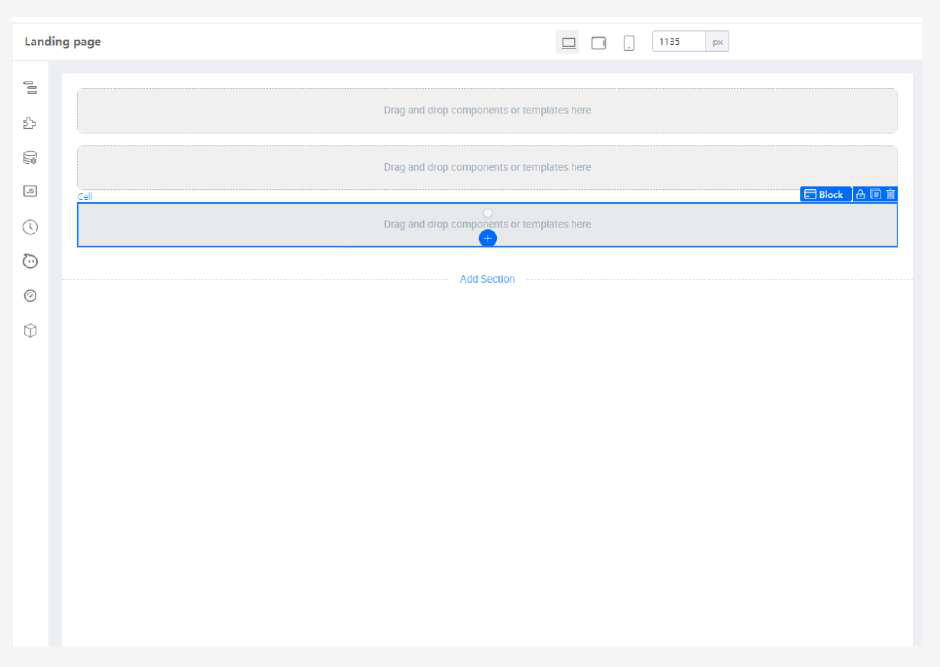 Landing page
1135 px
JS
Drag and drop components or templates here
Drag and drop components or templates here
Cell
Block
Drag and drop components or templates here
Add Section